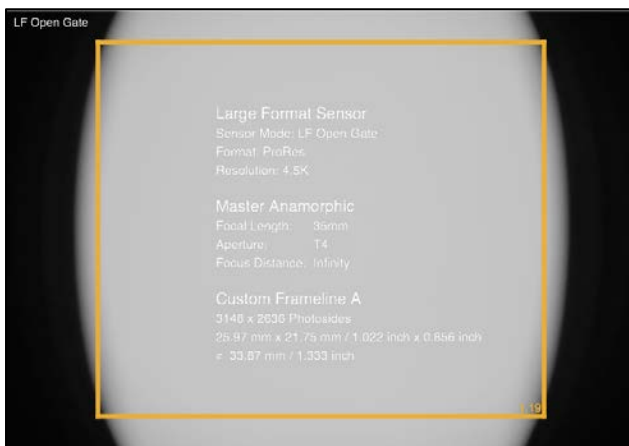 LF Open Gate
Large Format Sensor
Sensor Mode: LF Open Gate
Format: ProRes
Resolution: 4.5K
Master Anamorphic
Focal Length: 35mm
Aperture: T4
Focus Distance: Infinity
Custom Frameline A
3148 x 2636 Photosides
25.97 mm x 21.75 mm / 1.022 inch x 0.856 inch
⌀ 33.87 mm / 1.333 inch
1.19